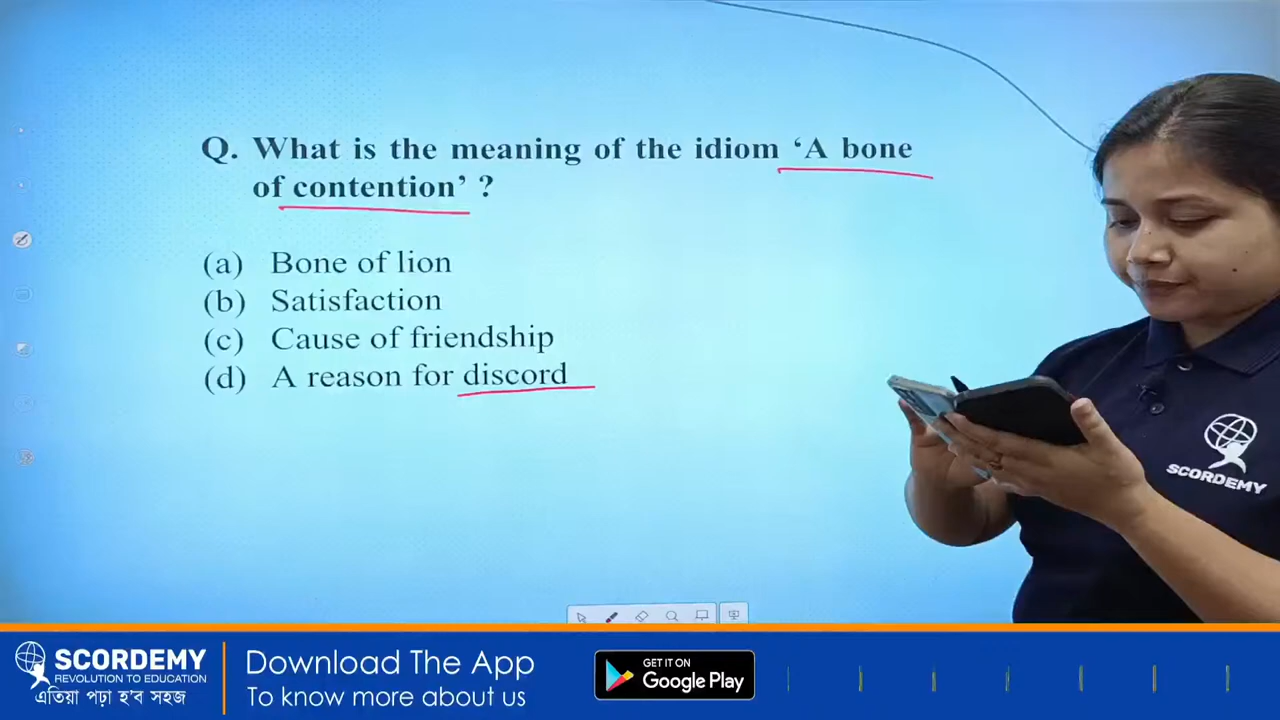 Q. What is the meaning of the idiom ‘A bone
of contention’ ?
(a) Bone of lion
(b) Satisfaction
(c) Cause of friendship
(d) A reason for discord
SCORDEMY
SCORDEMY
REVOLUTION TO EDUCATION
এতিয়া পঢ়া হ'ব সহজ
Download The App
To know more about us
GET IT ON
Google Play